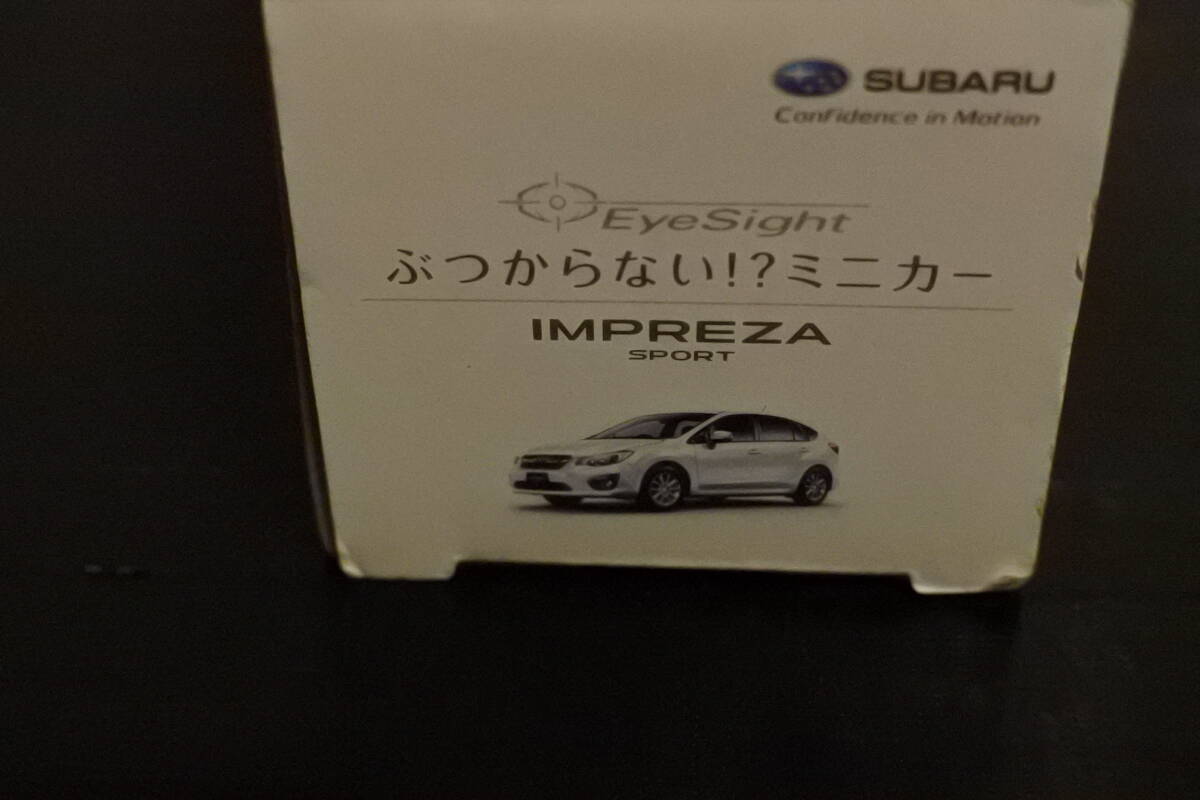 SUBARU
Confidence in Motion
EyeSight
ぶつからない!?ミニカー
IMPREZA
SPORT